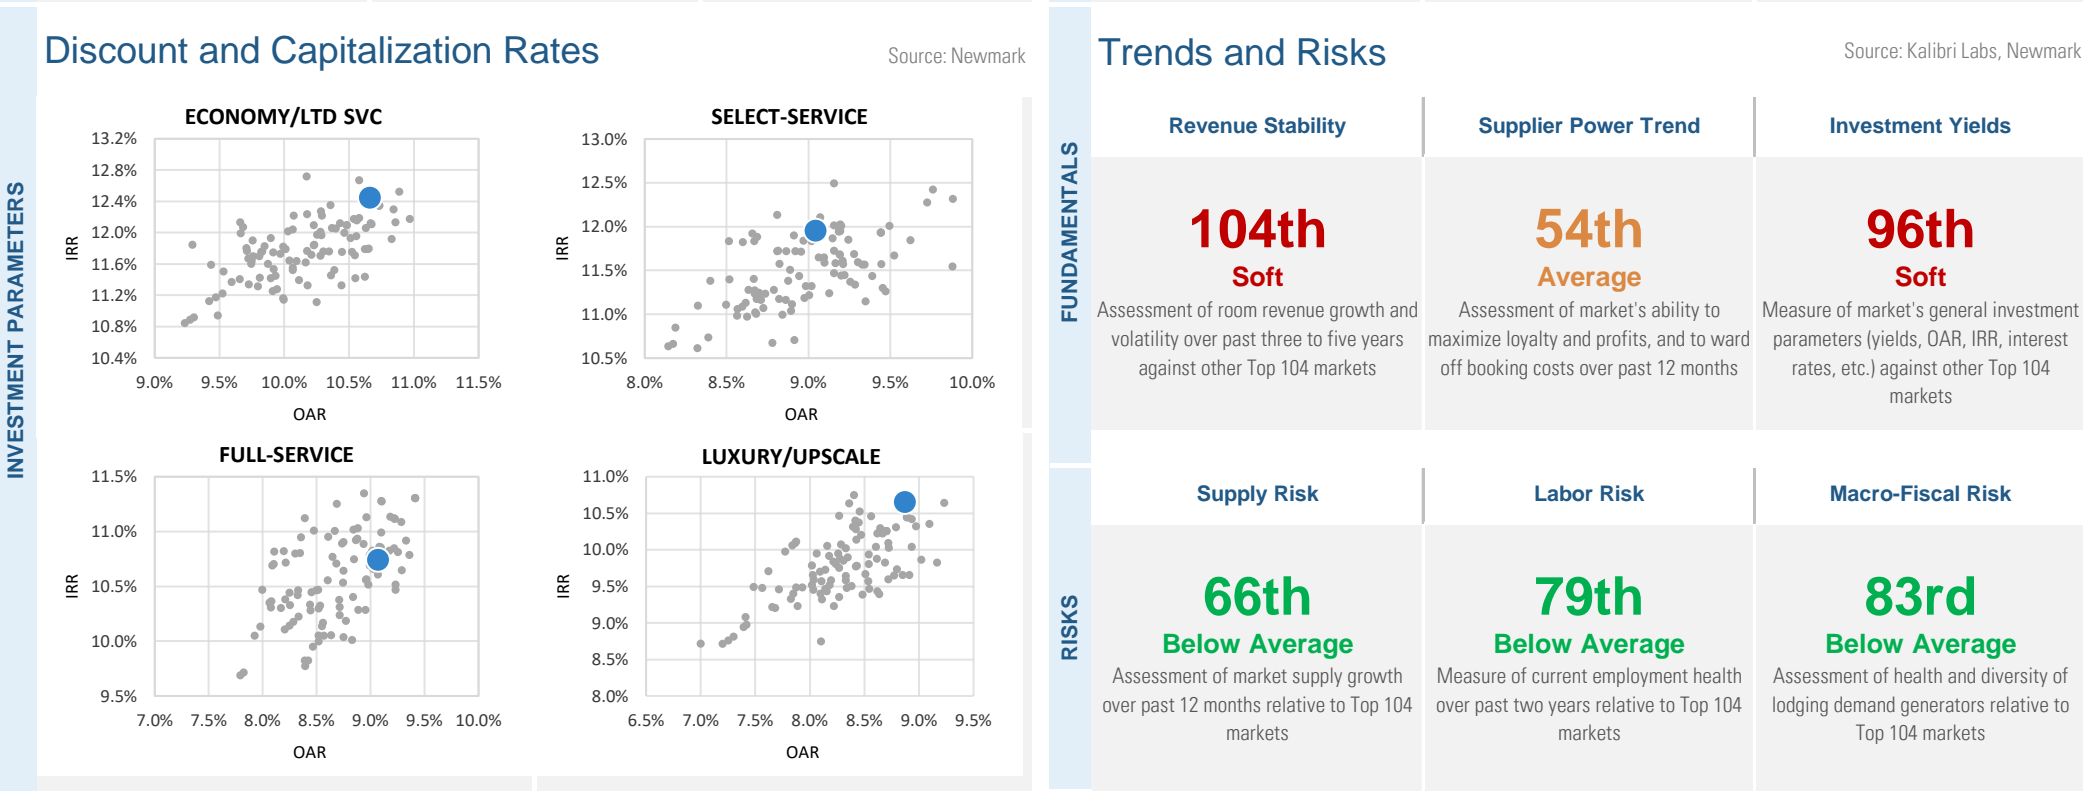 INVESTMENT PARAMETERS
Discount and Capitalization Rates
Source: Newmark
ECONOMY/LTD SVC
13.2%
12.8%
12.4%
12.0%
11.6%
11.2%
10.8%
10.4%
IRR
9.0% 9.5% 10.0% 10.5% 11.0% 11.5%
OAR
SELECT-SERVICE
13.0%
12.5%
12.0%
11.5%
11.0%
10.5%
IRR
8.0% 8.5% 9.0% 9.5% 10.0%
OAR
FULL-SERVICE
11.5%
11.0%
10.5%
10.0%
9.5%
IRR
7.0% 7.5% 8.0% 8.5% 9.0% 9.5% 10.0%
OAR
LUXURY/UPSCALE
11.0%
10.5%
10.0%
9.5%
9.0%
8.5%
8.0%
IRR
6.5% 7.0% 7.5% 8.0% 8.5% 9.0% 9.5%
OAR
Trends and Risks
Source: Kalibri Labs, Newmark
FUNDAMENTALS
Revenue Stability
104th
Soft
Assessment of room revenue growth and
volatility over past three to five years
against other Top 104 markets
Supplier Power Trend
54th
Average
Assessment of market's ability to
maximize loyalty and profits, and to ward
off booking costs over past 12 months
Investment Yields
96th
Soft
Measure of market's general investment
parameters (yields, OAR, IRR, interest
rates, etc.) against other Top 104
markets
RISKS
Supply Risk
66th
Below Average
Assessment of market supply growth
over past 12 months relative to Top 104
markets
Labor Risk
79th
Below Average
Measure of current employment health
over past two years relative to Top 104
markets
Macro-Fiscal Risk
83rd
Below Average
Assessment of health and diversity of
lodging demand generators relative to
Top 104 markets